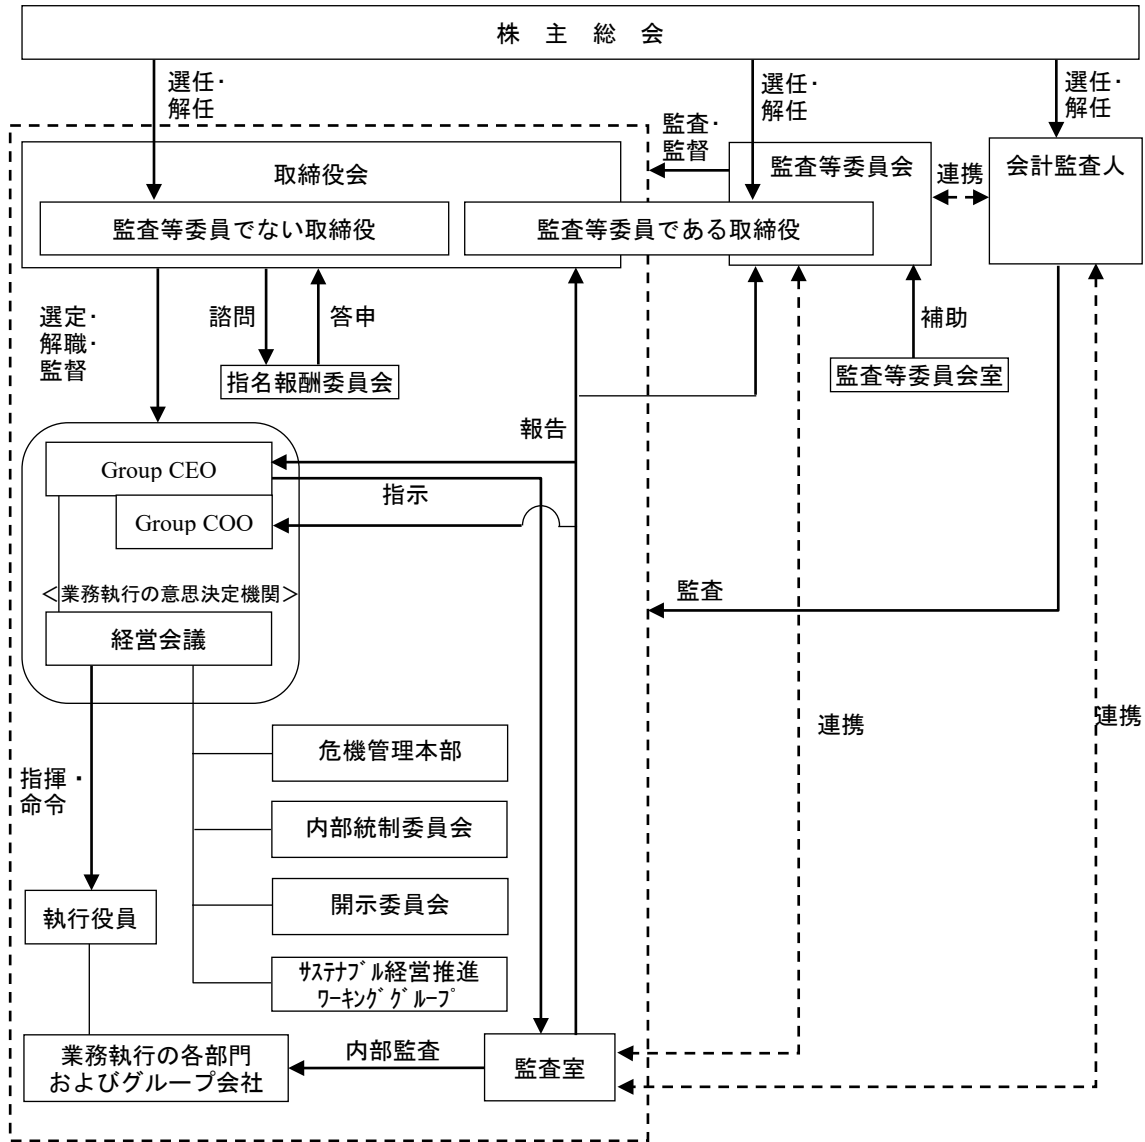 株 主 総 会
選任・
解任
選任・
解任
選任・
解任
監査・
監督
取締役会
監査等委員会
連携
会計監査人
監査等委員でない取締役
監査等委員である取締役
選定・
解職・
監督
諮問
答申
補助
指名報酬委員会
監査等委員会室
報告
Group CEO
指示
Group COO
＜業務執行の意思決定機関＞
監査
経営会議
連携
連携
危機管理本部
指揮・
命令
内部統制委員会
開示委員会
執行役員
ｻｽﾃﾅﾌﾞﾙ経営推進
ﾜｰｷﾝｸﾞｸﾞﾙｰﾌﾟ
業務執行の各部門
およびグループ会社
内部監査
監査室